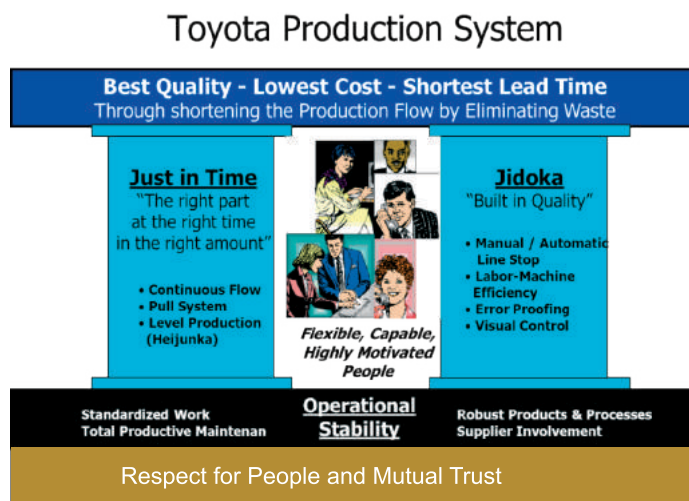 Toyota Production System
Best Quality - Lowest Cost - Shortest Lead Time
Through shortening the Production Flow by Eliminating Waste
Just in Time
"The right part
at the right time
in the right amount"
• Continuous Flow
• Pull System
• Level Production
(Heijunka)
Flexible, Capable,
Highly Motivated
People
Jidoka
"Built in Quality"
• Manual / Automatic
Line Stop
• Labor-Machine
Efficiency
• Error Proofing
• Visual Control
Standardized Work
Total Productive Maintenan
Operational
Stability
Robust Products & Processes
Supplier Involvement
Respect for People and Mutual Trust